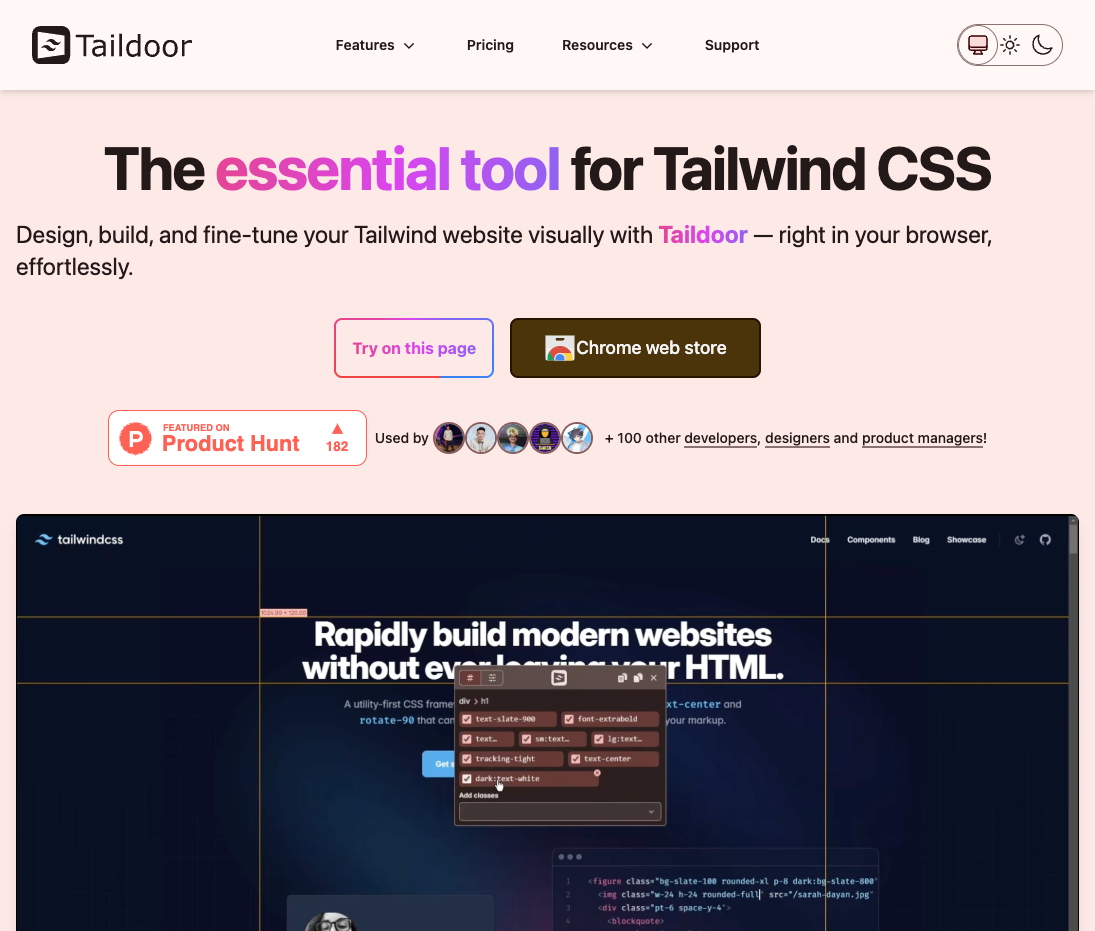 Taildoor
Features
Pricing
Resources
Support
The essential tool for Tailwind CSS
Design, build, and fine-tune your Tailwind website visually with Taildoor — right in your browser,
effortlessly.
Try on this page
Chrome web store
P FEATURED ON
Product Hunt
182
Used by
+ 100 other developers, designers and product managers!
tailwindcss
Docs
Components
Blog
Showcase
1024.00 × 120.00
Rapidly build modern websites
without ever leaving your HTML.
A utility-first CSS frame
xt-center and
rotate-90 that can
your markup.
Get s
#
div > h1
text-slate-900
font-extrabold
text…
sm:text…
lg:text…
tracking-tight
text-center
dark:text-white
Add classes
1 <figure class="bg-slate-100 rounded-xl p-8 dark:bg-slate-800"
2 <img class="w-24 h-24 rounded-full" src="/sarah-dayan.jpg"
3 <div class="pt-6 space-y-4">
4 <blockquote>